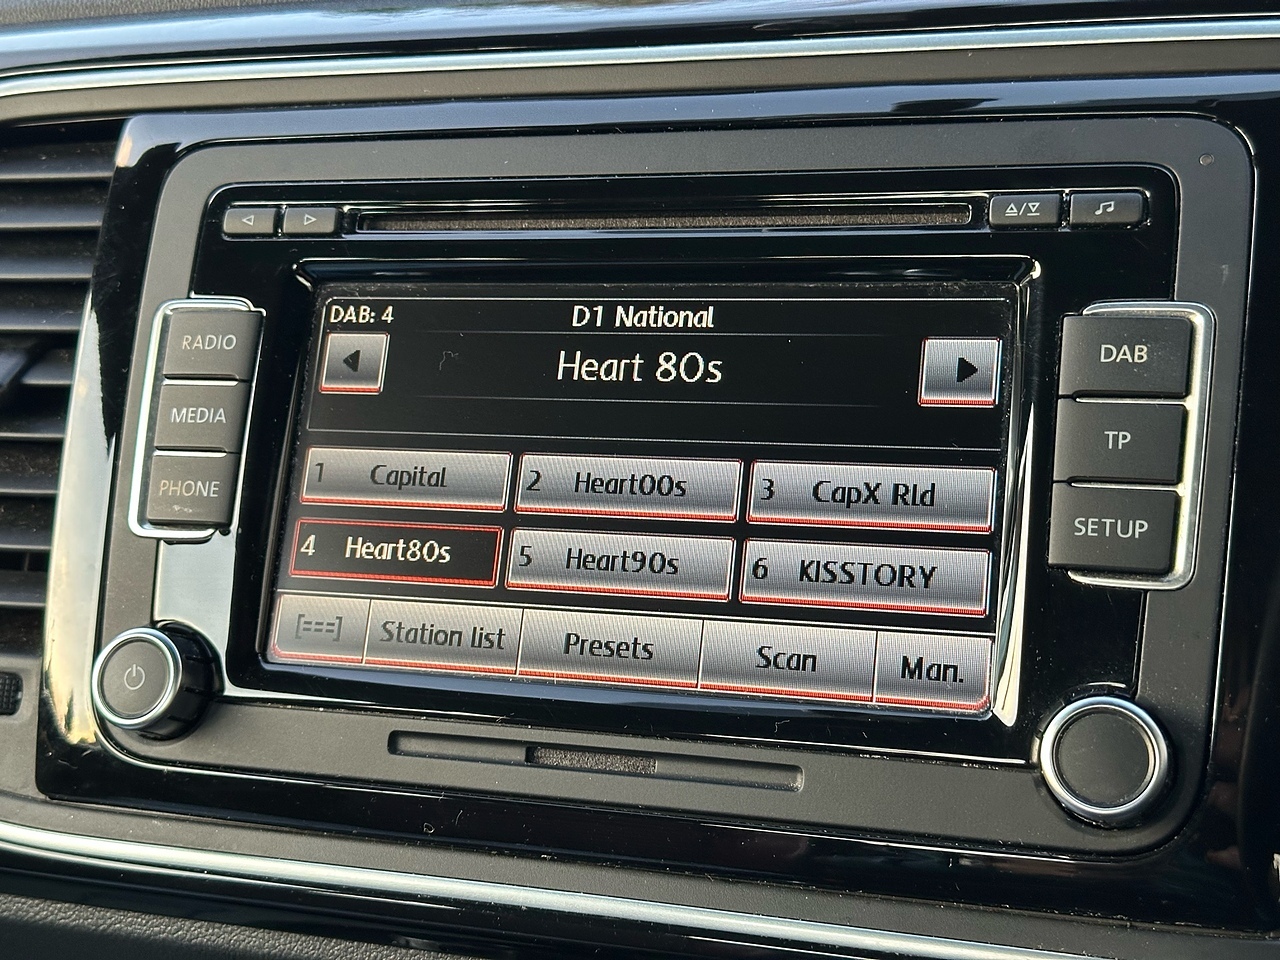 RADIO
MEDIA
PHONE
DAB: 4
D1 National
Heart 80s
1 Capital
2 Heart00s
3 CapX Rld
4 Heart80s
5 Heart90s
6 KISSTORY
[===]
Station list
Presets
Scan
Man.
DAB
TP
SETUP